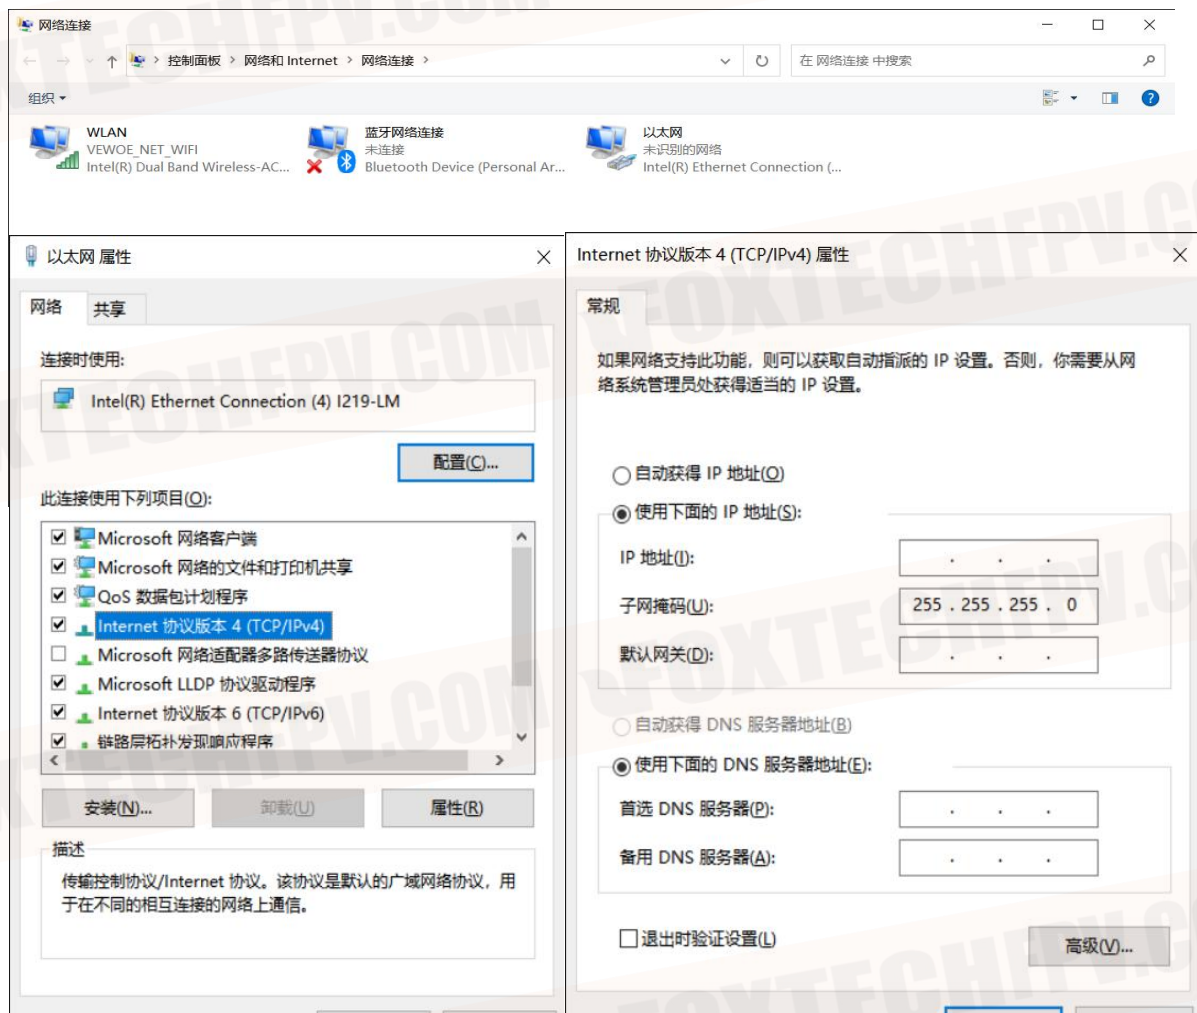 网络连接
控制面板 > 网络和 Internet > 网络连接 >
在 网络连接 中搜索
组织
WLAN
VEWOE_NET_WIFI
Intel(R) Dual Band Wireless-AC...
蓝牙网络连接
未连接
Bluetooth Device (Personal Ar...
以太网
未识别的网络
Intel(R) Ethernet Connection (...
以太网 属性
网络
共享
连接时使用:
Intel(R) Ethernet Connection (4) I219-LM
配置(C)...
此连接使用下列项目(O):
Microsoft 网络客户端
Microsoft 网络的文件和打印机共享
QoS 数据包计划程序
Internet 协议版本 4 (TCP/IPv4)
Microsoft 网络适配器多路传送器协议
Microsoft LLDP 协议驱动程序
Internet 协议版本 6 (TCP/IPv6)
链路层拓扑发现响应程序
安装(N)...
卸载(U)
属性(R)
描述
传输控制协议/Internet 协议。该协议是默认的广域网络协议，用
于在不同的相互连接的网络上通信。
Internet 协议版本 4 (TCP/IPv4) 属性
常规
如果网络支持此功能，则可以获取自动指派的 IP 设置。否则，你需要从网
络系统管理员处获得适当的 IP 设置。
自动获得 IP 地址(O)
使用下面的 IP 地址(S):
IP 地址(I):
. . .
子网掩码(U):
255 . 255 . 255 . 0
默认网关(D):
. . .
自动获得 DNS 服务器地址(B)
使用下面的 DNS 服务器地址(E):
首选 DNS 服务器(P):
. . .
备用 DNS 服务器(A):
. . .
退出时验证设置(L)
高级(V)...
FOXTECHFPV.COM